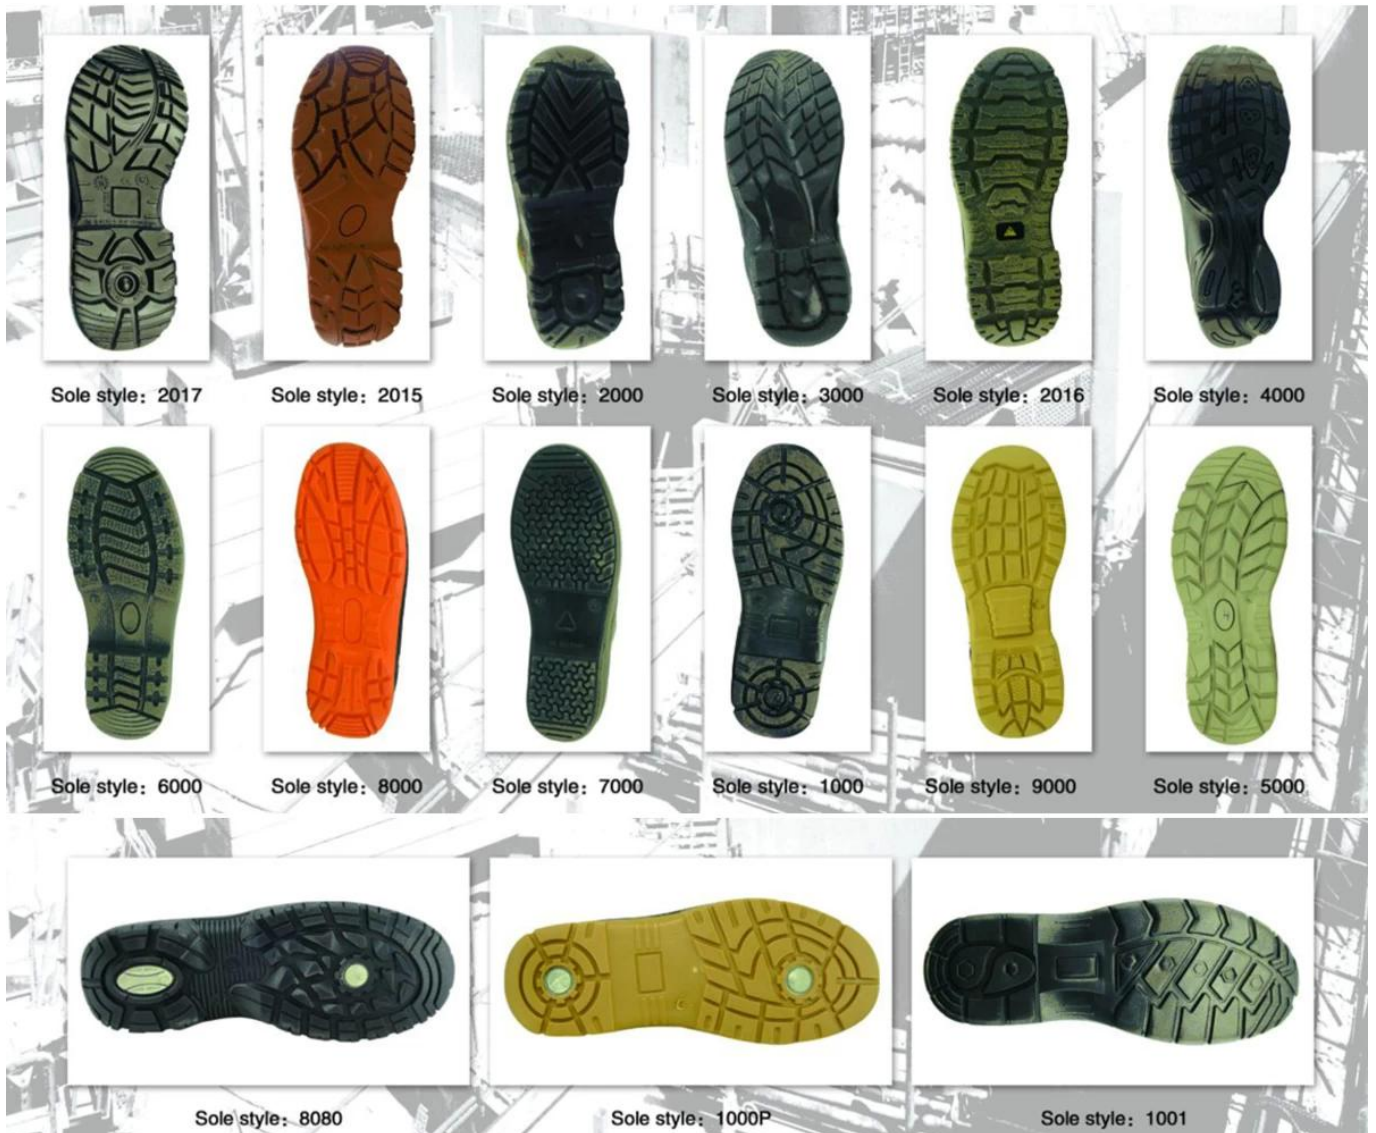 Sole style：2017
Sole style：2015
Sole style：2000
Sole style：3000
Sole style：2016
Sole style：4000
Sole style：6000
Sole style：8000
Sole style：7000
Sole style：1000
Sole style：9000
Sole style：5000
Sole style：8080
Sole style：1000P
Sole style：1001